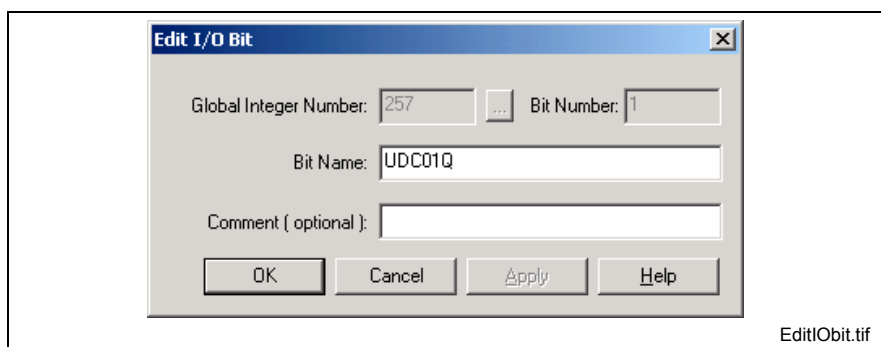 Edit I/O Bit
Global Integer Number: 257 ... Bit Number: 1
Bit Name: UDC01Q
Comment ( optional ):
OK Cancel Apply Help
EditIObit.tif